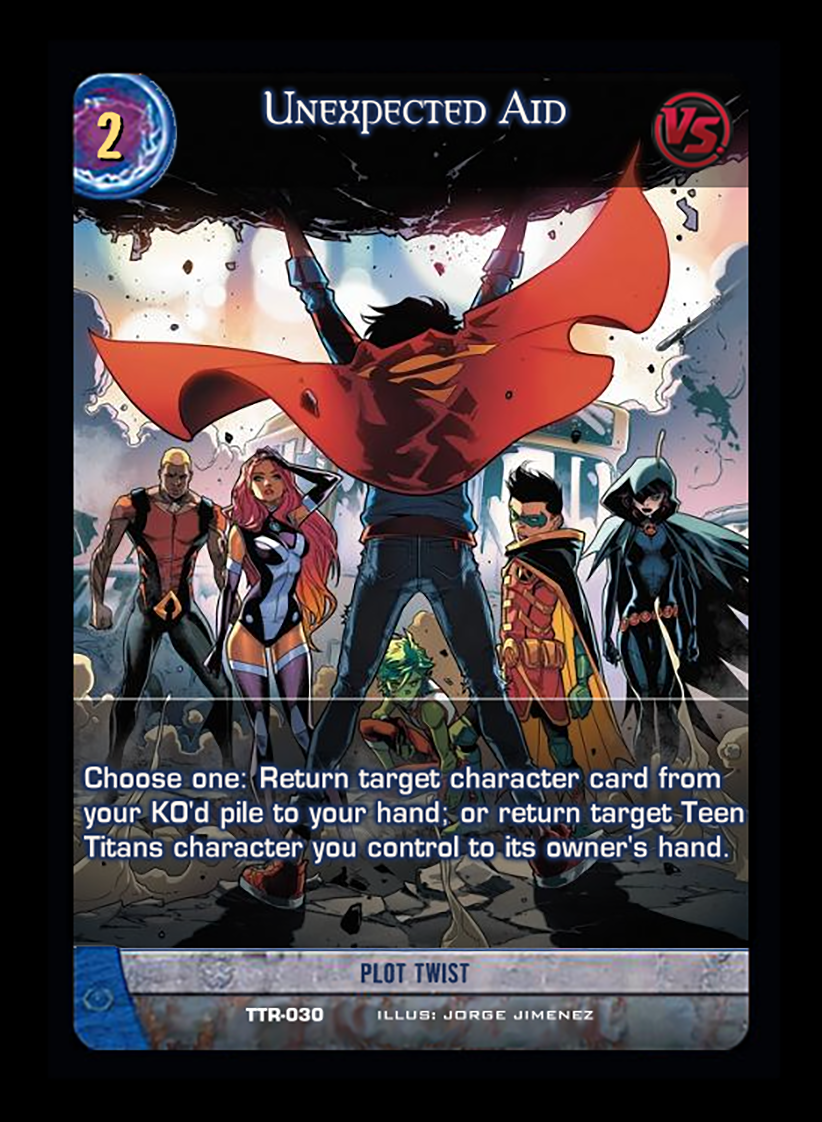 2
Unexpected Aid
VS.
Choose one: Return target character card from
your KO'd pile to your hand; or return target Teen
Titans character you control to its owner's hand.
PLOT TWIST
TTR-030 ILLUS: JORGE JIMENEZ